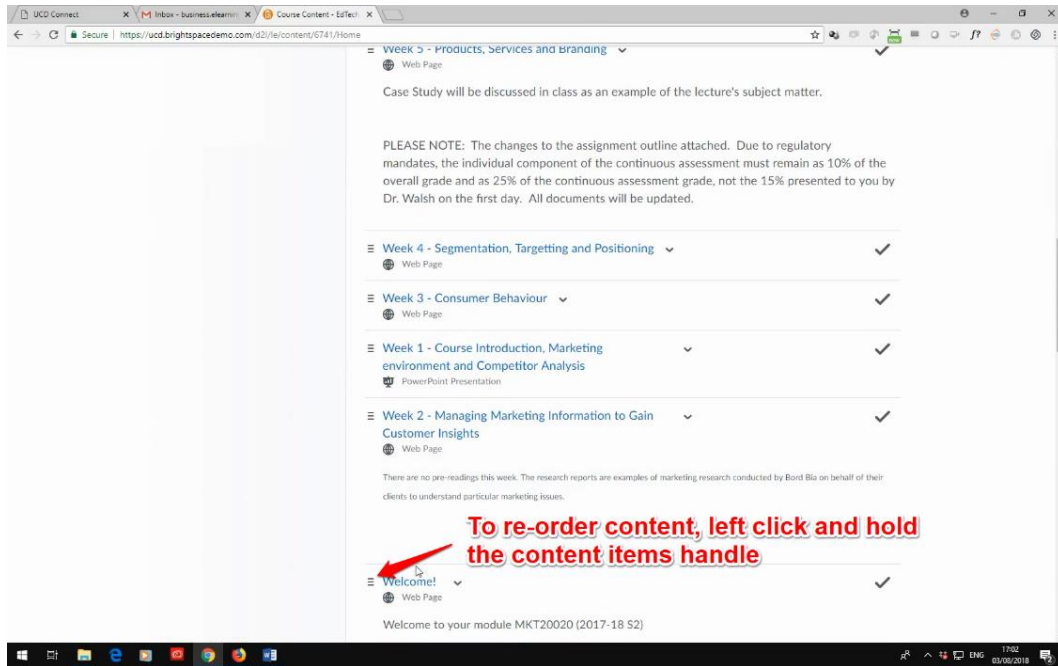 UCD Connect
Inbox - business.elearnin
Course Content - EdTech
Secure
https://ucd.brightspacedemo.com/d2l/le/content/6741/Home
Week 5 - Products, Services and Branding
Web Page
Case Study will be discussed in class as an example of the lecture's subject matter.
PLEASE NOTE: The changes to the assignment outline attached. Due to regulatory
mandates, the individual component of the continuous assessment must remain as 10% of the
overall grade and as 25% of the continuous assessment grade, not the 15% presented to you by
Dr. Walsh on the first day. All documents will be updated.
Week 4 - Segmentation, Targetting and Positioning
Web Page
Week 3 - Consumer Behaviour
Web Page
Week 1 - Course Introduction, Marketing
environment and Competitor Analysis
PowerPoint Presentation
Week 2 - Managing Marketing Information to Gain
Customer Insights
Web Page
There are no pre-readings this week. The research reports are examples of marketing research conducted by Bord Bia on behalf of their
clients to understand particular marketing issues.
To re-order content, left click and hold
the content items handle
Welcome!
Web Page
Welcome to your module MKT20020 (2017-18 S2)
ENG
17:02
03/08/2018